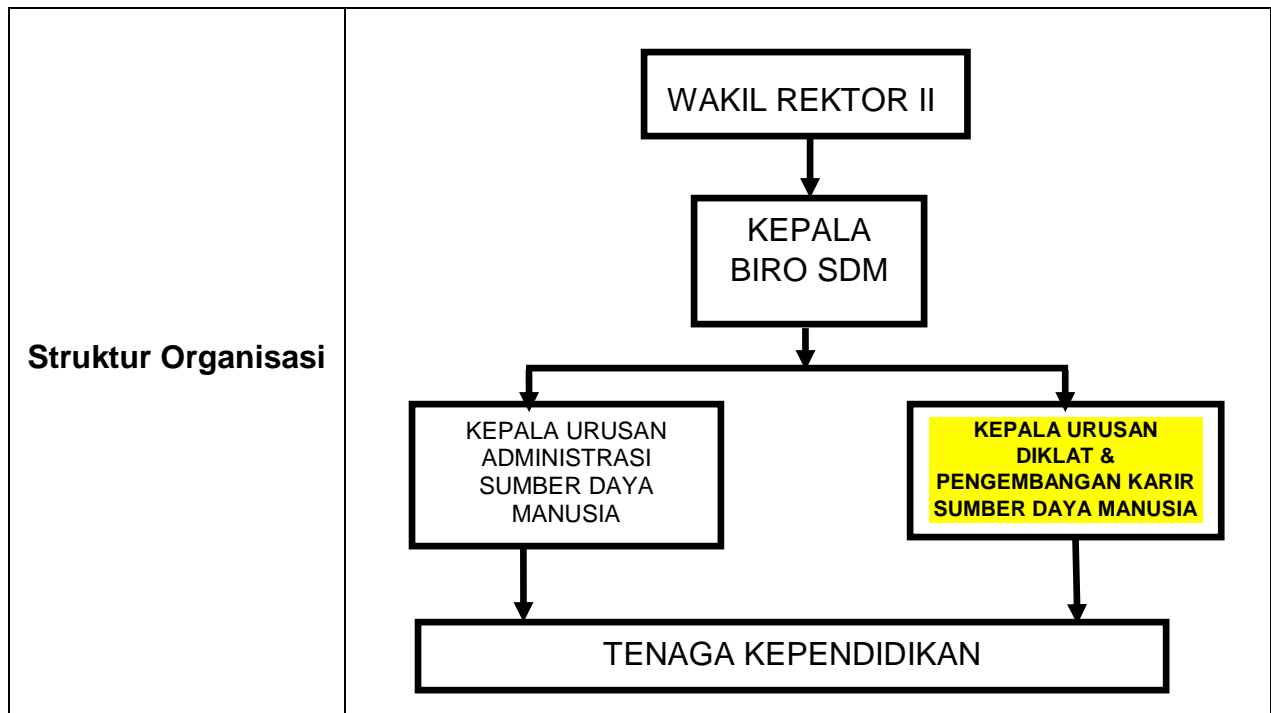 Struktur Organisasi
WAKIL REKTOR II
KEPALA
BIRO SDM
KEPALA URUSAN
ADMINISTRASI
SUMBER DAYA
MANUSIA
KEPALA URUSAN
DIKLAT &
PENGEMBANGAN KARIR
SUMBER DAYA MANUSIA
TENAGA KEPENDIDIKAN